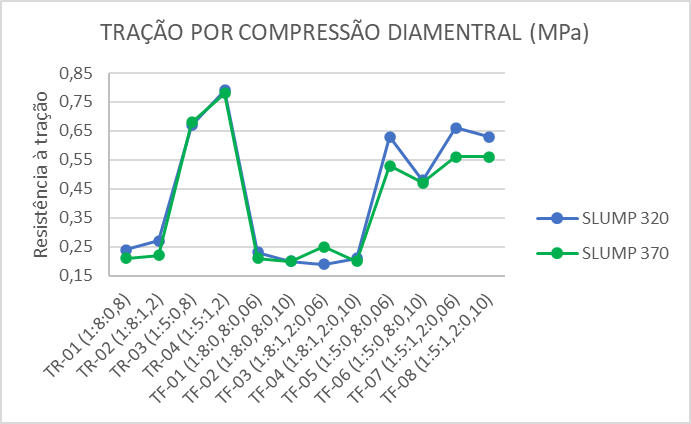 TRAÇÃO POR COMPRESSÃO DIAMENTRAL (MPa)
Resistência à tração
0,85
0,75
0,65
0,55
0,45
0,35
0,25
0,15
TR-01 (1:8:0,8)
TR-02 (1:8:1,2)
TR-03 (1:5:0,8)
TR-04 (1:5:1,2)
TF-01 (1:8:0,8:0,06)
TF-02 (1:8:0,8:0,10)
TF-03 (1:8:1,2:0,06)
TF-04 (1:8:1,2:0,10)
TF-05 (1:5:0,8:0,06)
TF-06 (1:5:0,8:0,10)
TF-07 (1:5:1,2:0,06)
TF-08 (1:5:1,2:0,10)
SLUMP 320
SLUMP 370